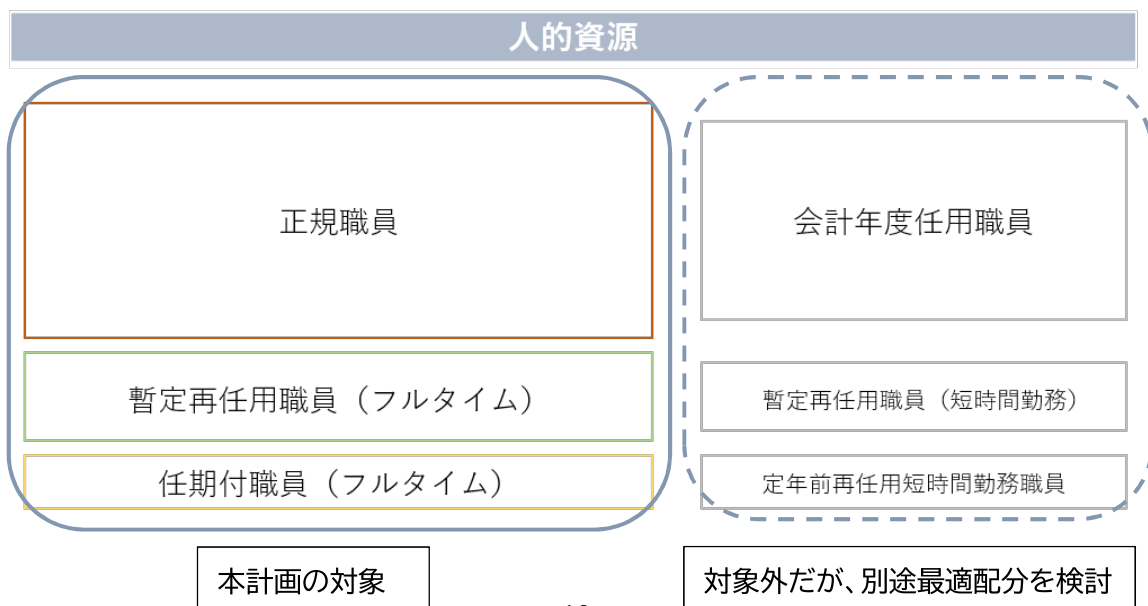 人的資源
正規職員
暫定再任用職員（フルタイム）
任期付職員（フルタイム）
会計年度任用職員
暫定再任用職員（短時間勤務）
定年前再任用短時間勤務職員
本計画の対象
対象外だが、別途最適配分を検討